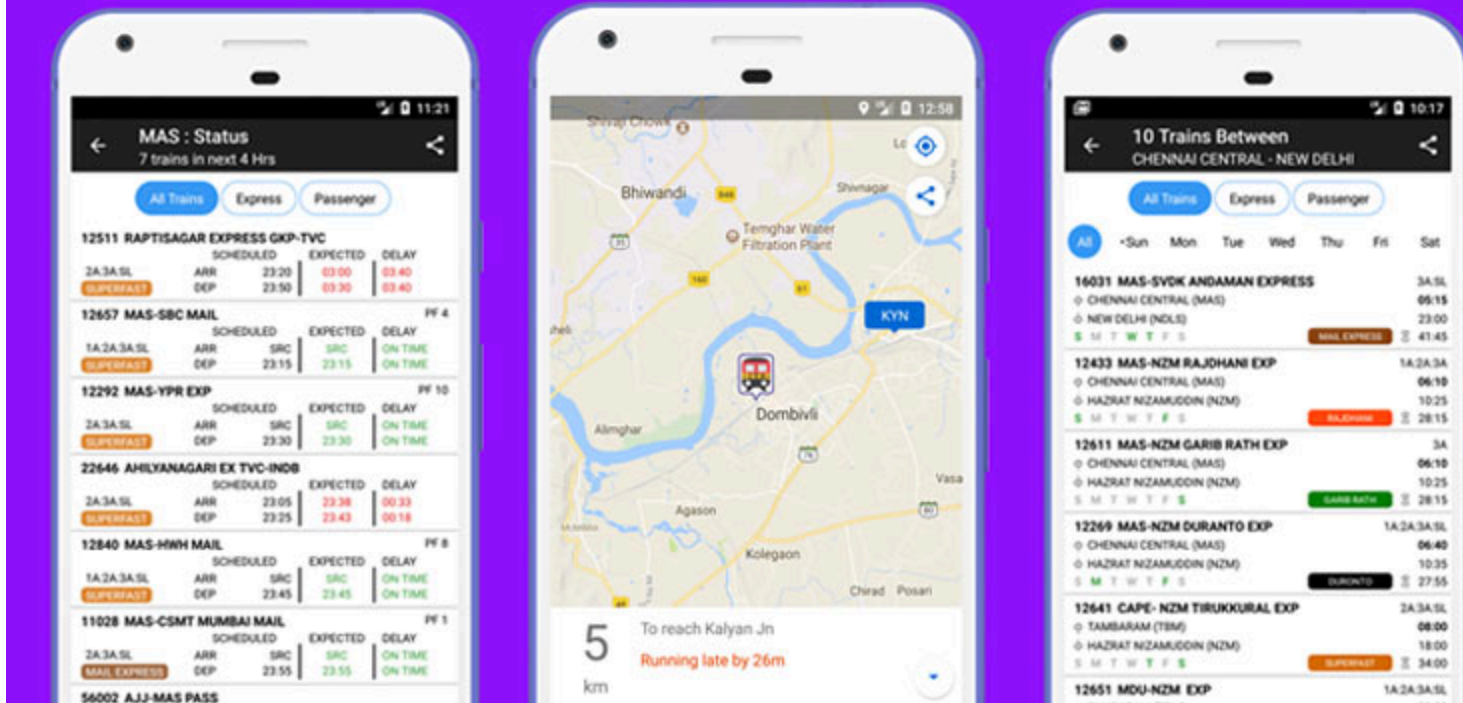 11:21
MAS : Status
7 trains in next 4 Hrs
All Trains Express Passenger
12511 RAPTISAGAR EXPRESS GKP-TVC
SCHEDULED EXPECTED DELAY
2A:3A:SL ARR 23:20 03:00 03:40
SUPERFAST DEP 23:50 03:30 03:40
12657 MAS-SBC MAIL PF 4
SCHEDULED EXPECTED DELAY
1A:2A:3A:SL ARR SRC SRC ON TIME
SUPERFAST DEP 23:15 23:15 ON TIME
12292 MAS-YPR EXP PF 10
SCHEDULED EXPECTED DELAY
2A:3A:SL ARR SRC SRC ON TIME
SUPERFAST DEP 23:30 23:30 ON TIME
22646 AHILYANAGARI EX TVC-INDB
SCHEDULED EXPECTED DELAY
2A:3A:SL ARR 23:05 23:38 00:33
SUPERFAST DEP 23:25 23:43 00:18
12840 MAS-HWH MAIL PF 8
SCHEDULED EXPECTED DELAY
1A:2A:3A:SL ARR SRC SRC ON TIME
SUPERFAST DEP 23:45 23:45 ON TIME
11028 MAS-CSMT MUMBAI MAIL PF 1
SCHEDULED EXPECTED DELAY
2A:3A:SL ARR SRC SRC ON TIME
MAIL EXPRESS DEP 23:55 23:55 ON TIME
56002 AJJ-MAS PASS
12:58
Shivaji Chowk
Bhiwandi
848
Shivnagar
Temghar Water
Filtration Plant
35
160
61
KYN
Dombivli
Alimghar
76
Vasa
Agason
80
Kolegaon
Chirad Posari
49
5
km
To reach Kalyan Jn
Running late by 26m
10:17
10 Trains Between
CHENNAI CENTRAL - NEW DELHI
All Trains Express Passenger
All Sun Mon Tue Wed Thu Fri Sat
16031 MAS-SVDK ANDAMAN EXPRESS 3A:SL
CHENNAI CENTRAL (MAS) 05:15
NEW DELHI (NDLS) 23:00
S M T W T F S MAIL EXPRESS 41:45
12433 MAS-NZM RAJDHANI EXP 1A:2A:3A
CHENNAI CENTRAL (MAS) 06:10
HAZRAT NIZAMUDDIN (NZM) 10:25
S M T W T F S RAJDHANI 28:15
12611 MAS-NZM GARIB RATH EXP 3A
CHENNAI CENTRAL (MAS) 06:10
HAZRAT NIZAMUDDIN (NZM) 10:25
S M T W T F S GARIB RATH 28:15
12269 MAS-NZM DURANTO EXP 1A:2A:3A:SL
CHENNAI CENTRAL (MAS) 06:40
HAZRAT NIZAMUDDIN (NZM) 10:35
S M T W T F S DURONTO 27:55
12641 CAPE- NZM TIRUKKURAL EXP 2A:3A:SL
TAMBARAM (TBM) 08:00
HAZRAT NIZAMUDDIN (NZM) 18:00
S M T W T F S SUPERFAST 34:00
12651 MDU-NZM EXP 1A:2A:3A:SL